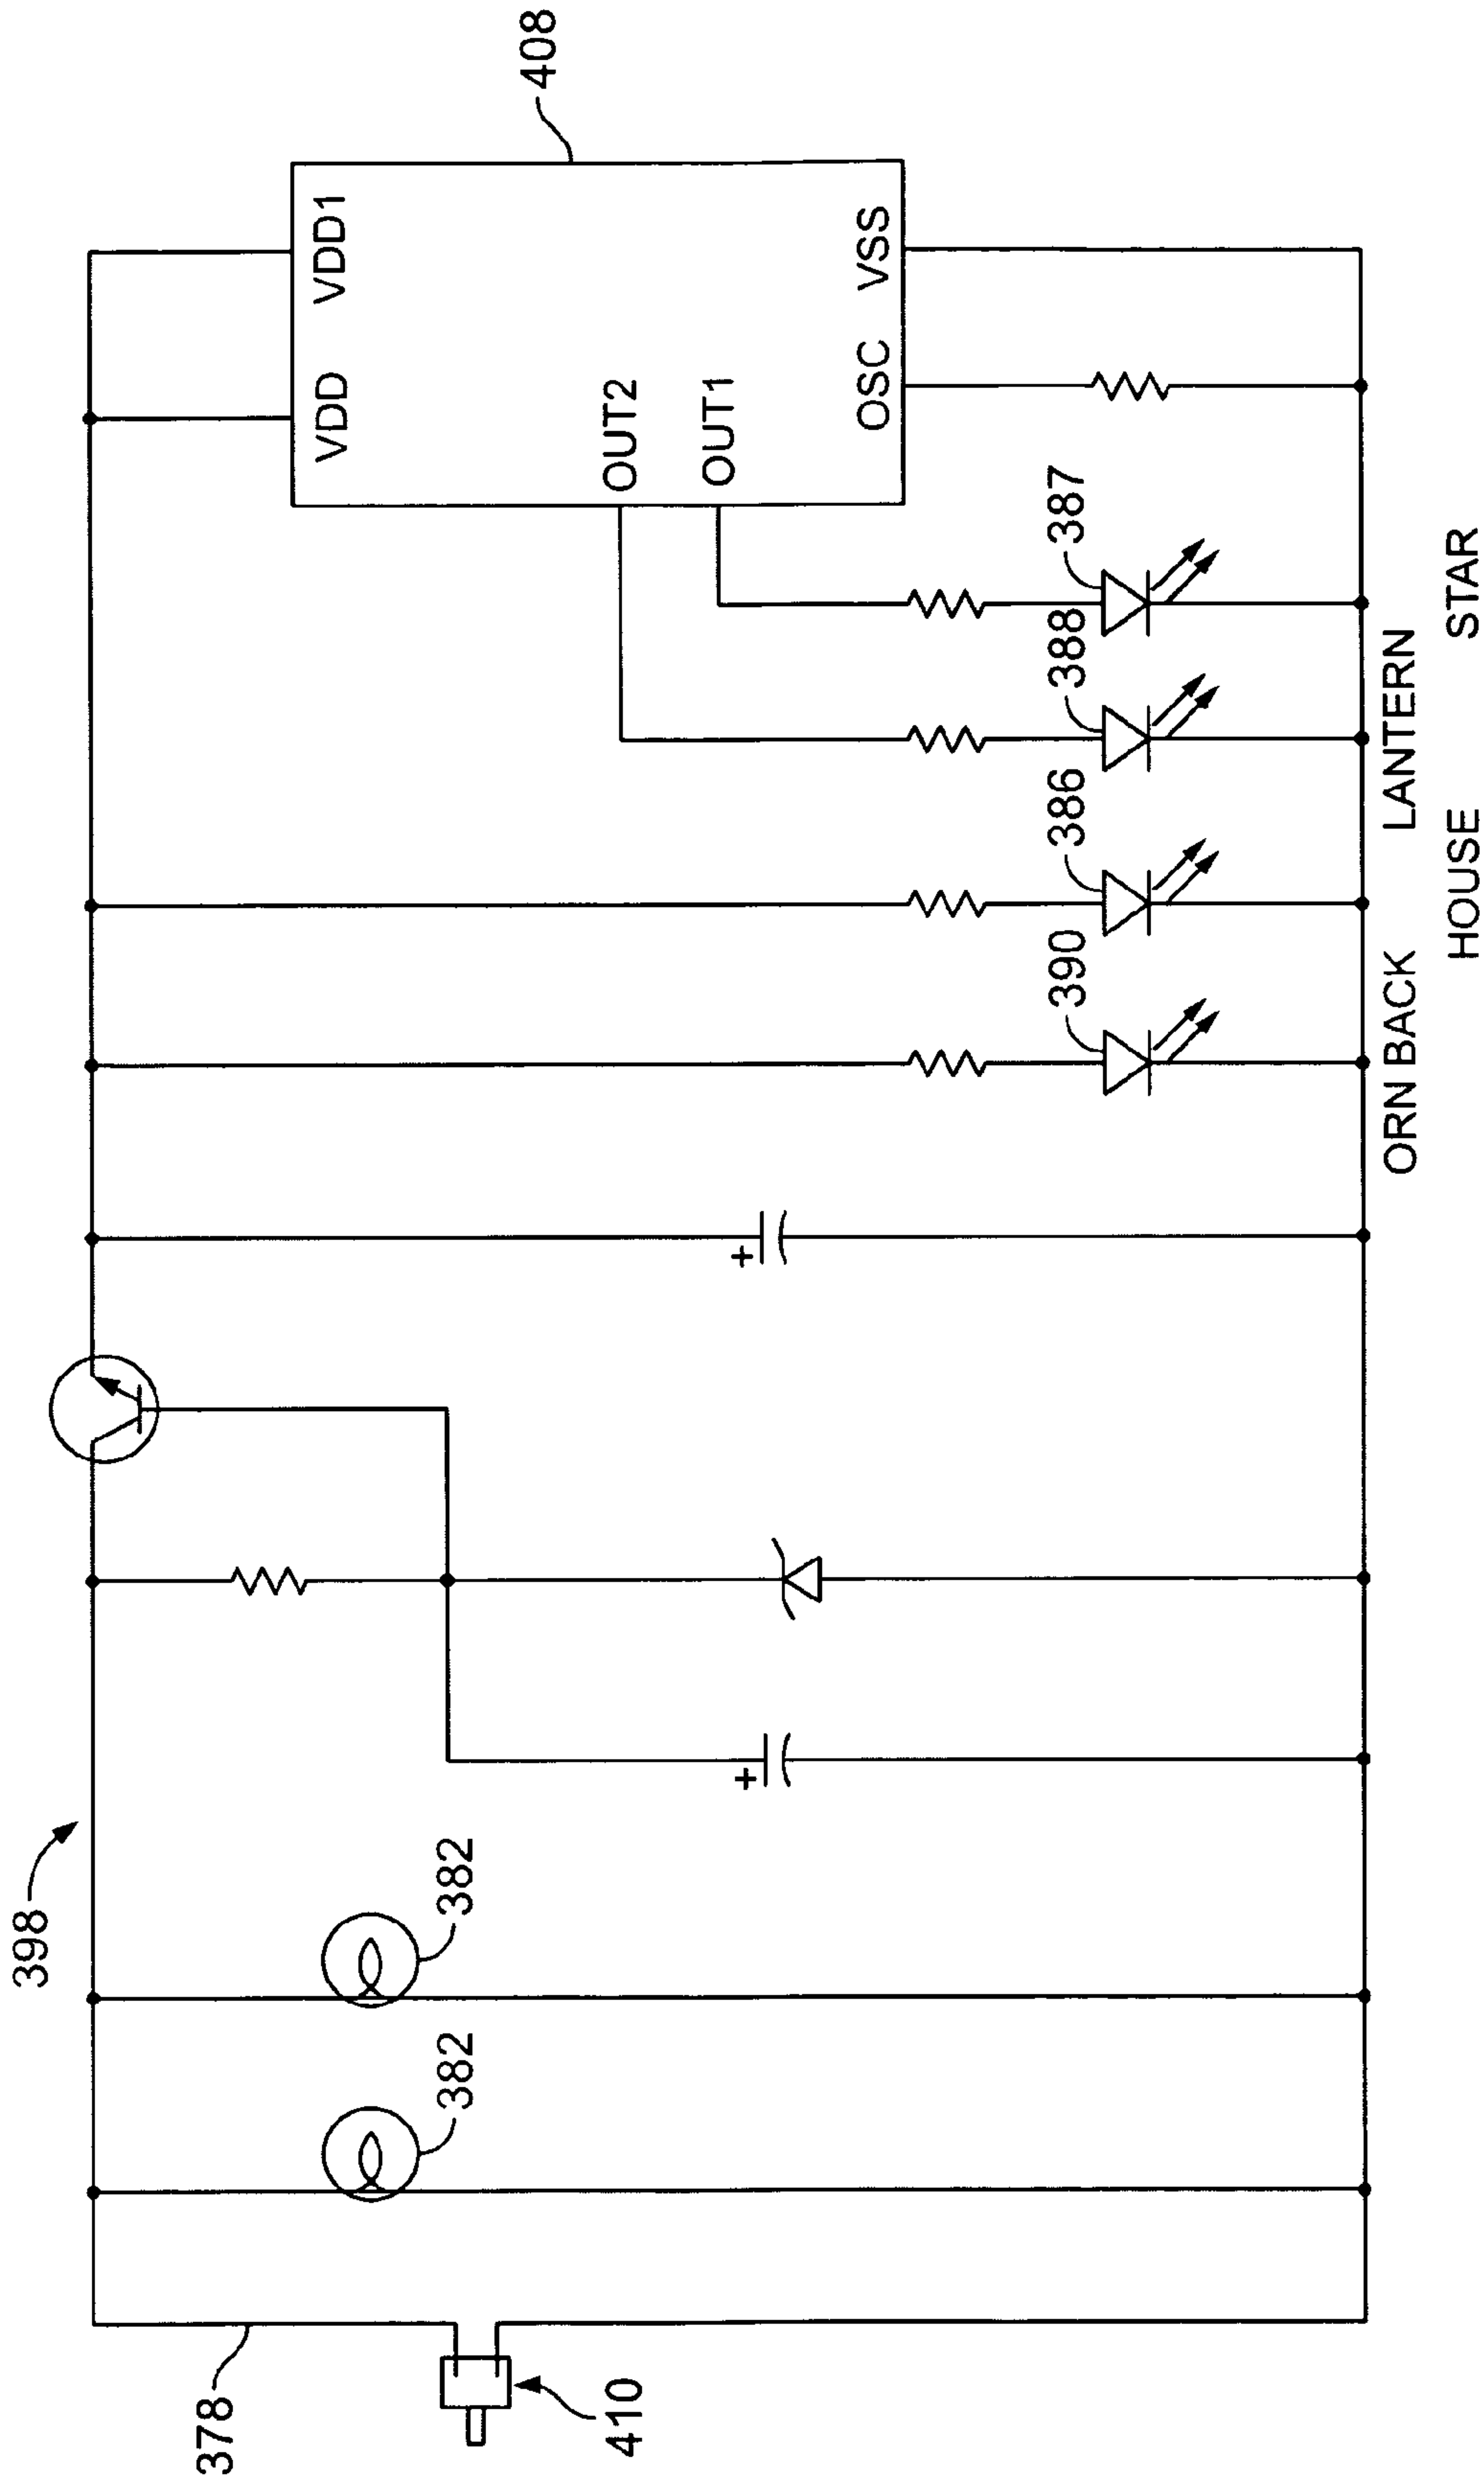 398
408
VDD
VDD1
OUT2
OUT1
OSC
VSS
378
410
382
382
+
+
390
386
388
387
ORN BACK
HOUSE
LANTERN
STAR